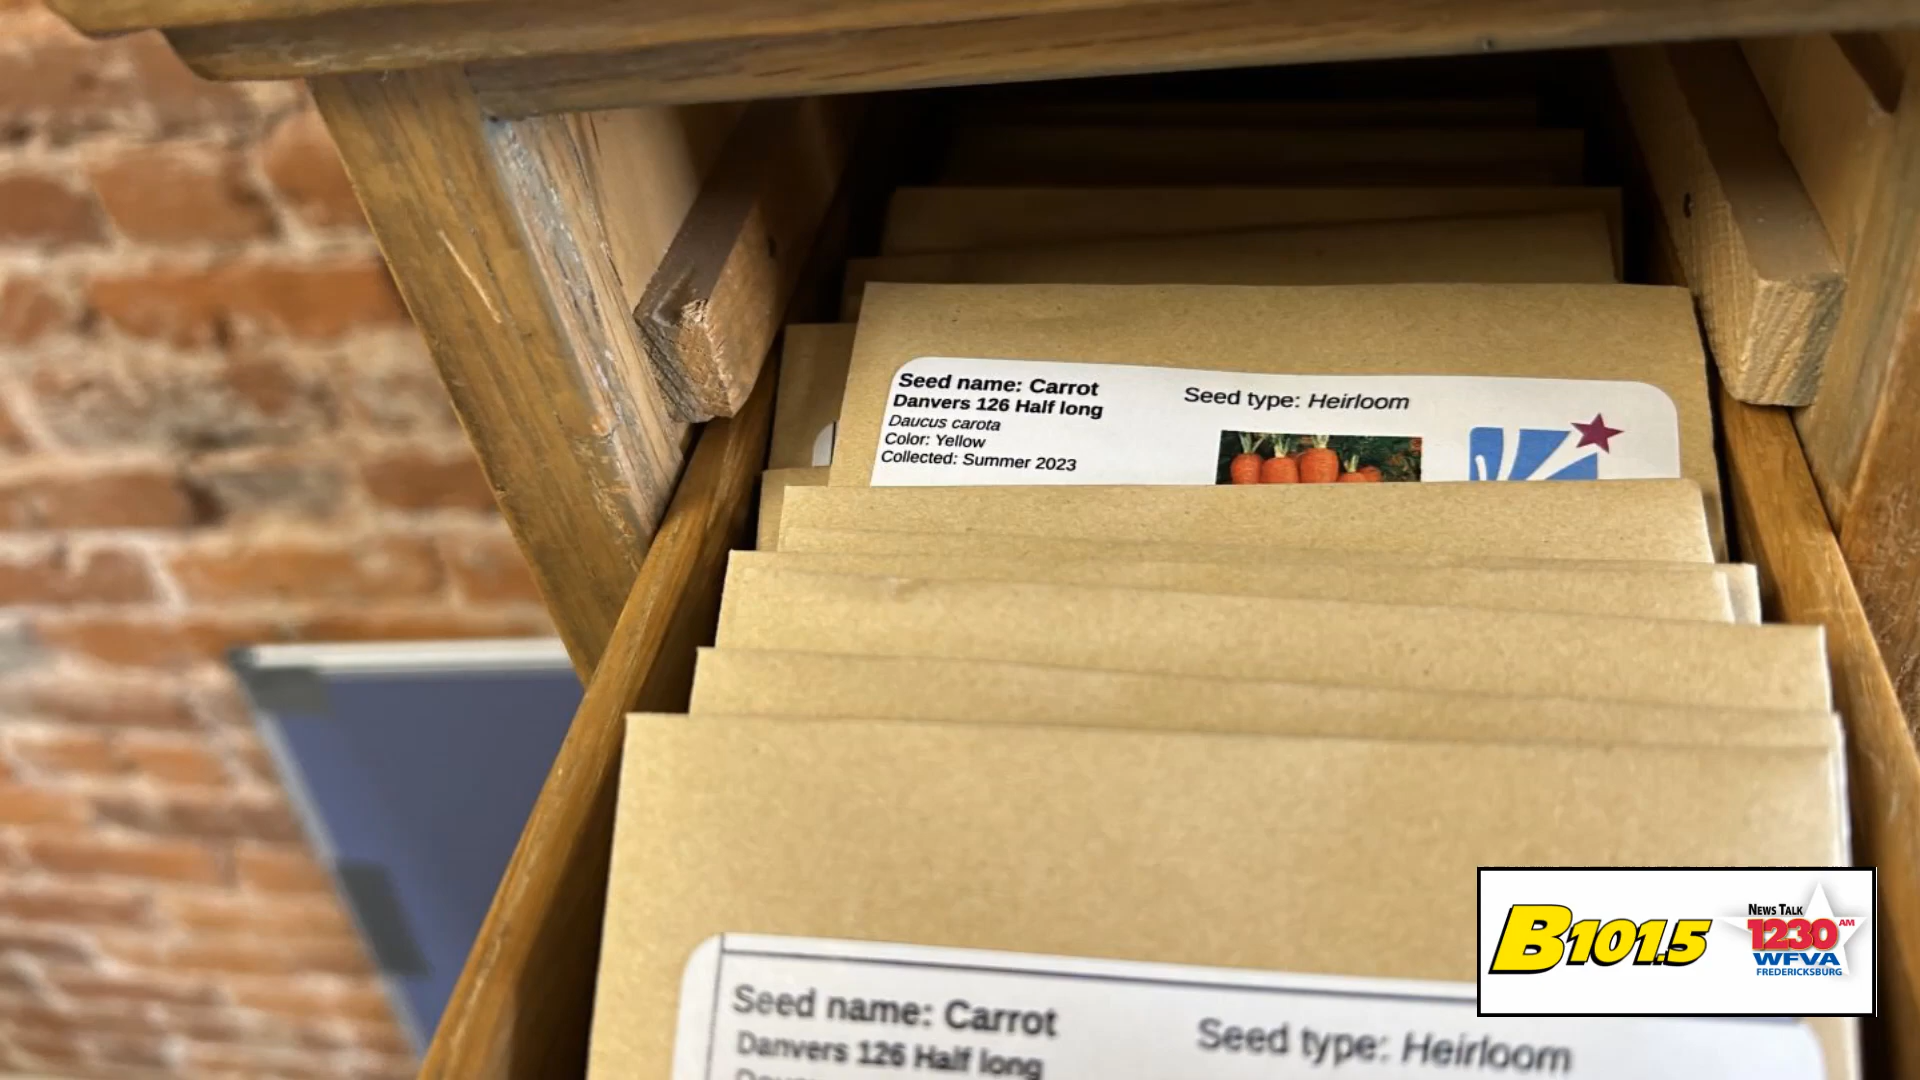 Seed name: Carrot
Danvers 126 Half long
Daucus carota
Color: Yellow
Collected: Summer 2023
Seed type: Heirloom
Seed name: Carrot
Danvers 126 Half long
Seed type: Heirloom
B101.5
NEWS TALK
1230 AM
WFVA
FREDERICKSBURG